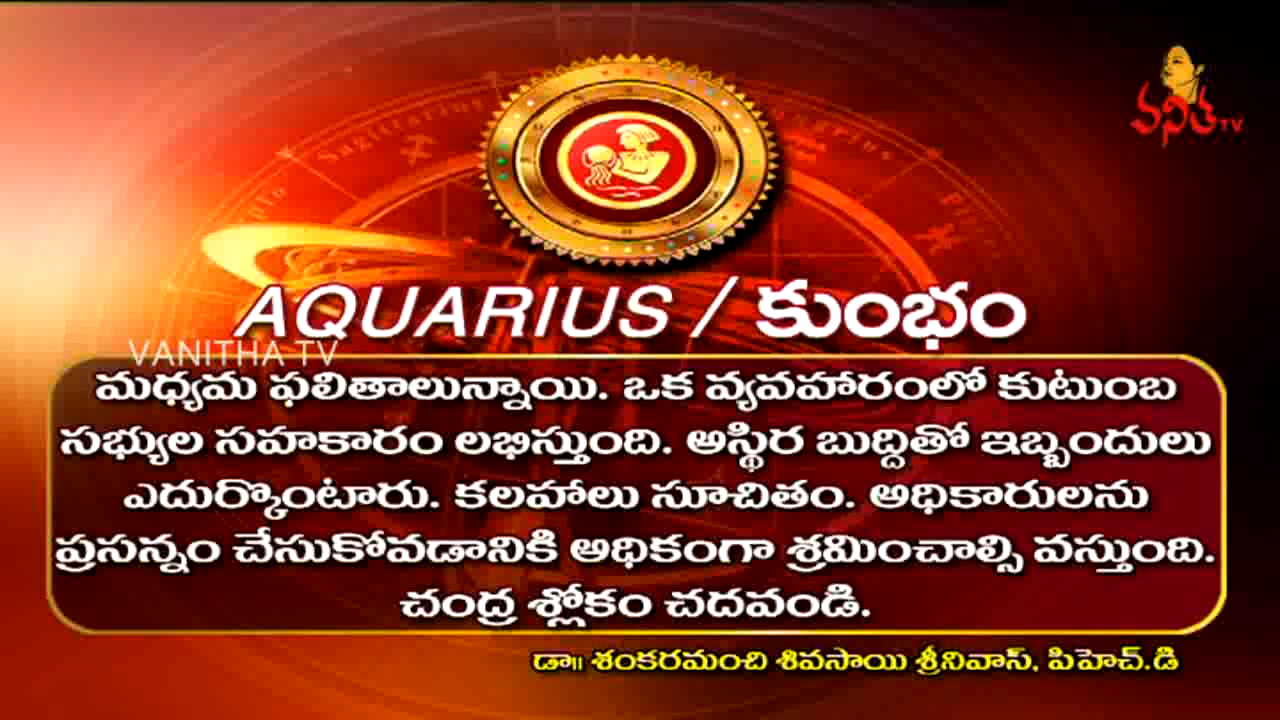 వనిత TV
Sagittarius
AQUARIUS / కుంభం
VANITHA TV
మధ్యమ ఫలితాలున్నాయి. ఒక వ్యవహారంలో కుటుంబ
సభ్యుల సహకారం లభిస్తుంది. అస్థిర బుద్దితో ఇబ్బందులు
ఎదుర్కొంటారు. కలహాలు సూచితం. అధికారులను
ప్రసన్నం చేసుకోవడానికి అధికంగా శ్రమించాల్సి వస్తుంది.
చంద్ర శ్లోకం చదవండి.
డా॥ శంకరమంచి శివసాయి శ్రీనివాస్, పిహెచ్.డి